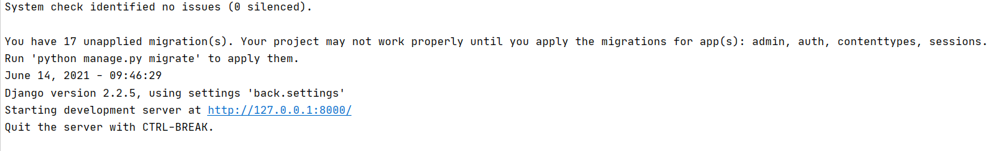 System check identified no issues (0 silenced).
You have 17 unapplied migration(s). Your project may not work properly until you apply the migrations for app(s): admin, auth, contenttypes, sessions.
Run 'python manage.py migrate' to apply them.
June 14, 2021 - 09:46:29
Django version 2.2.5, using settings 'back.settings'
Starting development server at http://127.0.0.1:8000/
Quit the server with CTRL-BREAK.